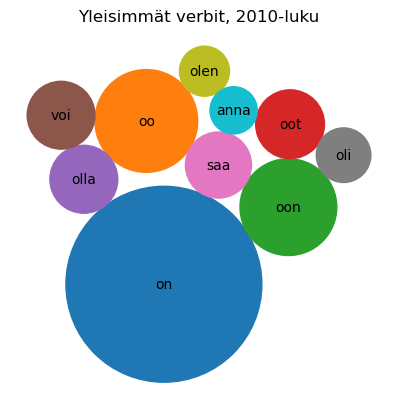 Yleisimmät verbit, 2010-luku
olen
voi
oo
anna
oot
oli
olla
saa
oon
on